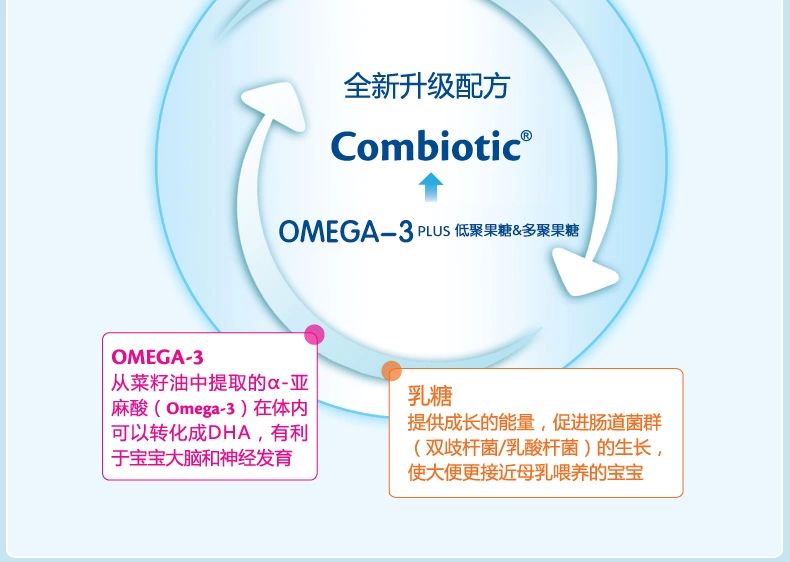 全新升级配方
Combiotic®
OMEGA-3 PLUS 低聚果糖&多聚果糖
OMEGA-3
从菜籽油中提取的α-亚
麻酸（Omega-3）在体内
可以转化成DHA，有利
于宝宝大脑和神经发育
乳糖
提供成长的能量，促进肠道菌群
（双歧杆菌/乳酸杆菌）的生长，
使大便更接近母乳喂养的宝宝